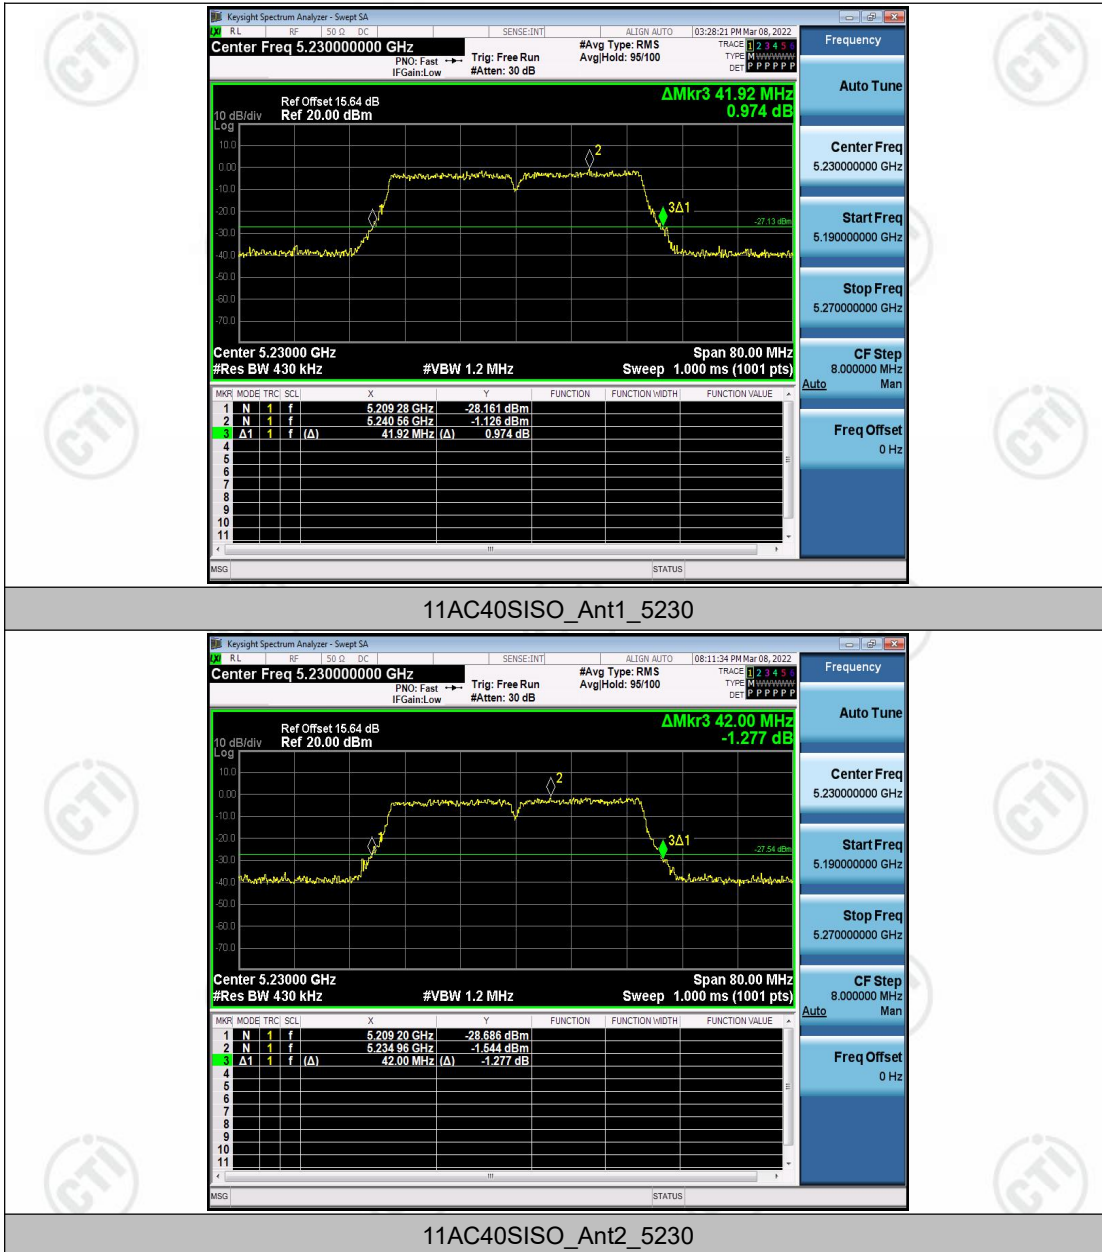 Keysight Spectrum Analyzer - Swept SA
LXI RL RF 50 Ω DC SENSE:INT ALIGN AUTO 03:28:21 PM Mar 08, 2022
Center Freq 5.230000000 GHz
PNO: Fast
IFGain:Low
Trig: Free Run
#Atten: 30 dB
#Avg Type: RMS
Avg|Hold: 95/100
TRACE 1 2 3 4 5 6
TYPE M WWWWW
DET P P P P P P
Frequency
Auto Tune
Center Freq
5.230000000 GHz
Start Freq
5.190000000 GHz
Stop Freq
5.270000000 GHz
CF Step
8.000000 MHz
Auto Man
Freq Offset
0 Hz
ΔMkr3 41.92 MHz
0.974 dB
Ref Offset 15.64 dB
10 dB/div Ref 20.00 dBm
Log
10.0
0.00
-10.0
-20.0
-30.0
-40.0
-50.0
-60.0
-70.0
1
2
3Δ1
-27.13 dBm
Center 5.23000 GHz Span 80.00 MHz
#Res BW 430 kHz #VBW 1.2 MHz Sweep 1.000 ms (1001 pts)
MKR MODE TRC SCL X Y FUNCTION FUNCTION WIDTH FUNCTION VALUE
1 N 1 f 5.209 28 GHz -28.161 dBm
2 N 1 f 5.240 56 GHz -1.126 dBm
3 Δ1 1 f (Δ) 41.92 MHz (Δ) 0.974 dB
4
5
6
7
8
9
10
11
MSG STATUS
11AC40SISO_Ant1_5230
Keysight Spectrum Analyzer - Swept SA
LXI RL RF 50 Ω DC SENSE:INT ALIGN AUTO 08:11:34 PM Mar 08, 2022
Center Freq 5.230000000 GHz
PNO: Fast
IFGain:Low
Trig: Free Run
#Atten: 30 dB
#Avg Type: RMS
Avg|Hold: 95/100
TRACE 1 2 3 4 5 6
TYPE M WWWWW
DET P P P P P P
Frequency
Auto Tune
Center Freq
5.230000000 GHz
Start Freq
5.190000000 GHz
Stop Freq
5.270000000 GHz
CF Step
8.000000 MHz
Auto Man
Freq Offset
0 Hz
ΔMkr3 42.00 MHz
-1.277 dB
Ref Offset 15.64 dB
10 dB/div Ref 20.00 dBm
Log
10.0
0.00
-10.0
-20.0
-30.0
-40.0
-50.0
-60.0
-70.0
1
2
3Δ1
-27.54 dBm
Center 5.23000 GHz Span 80.00 MHz
#Res BW 430 kHz #VBW 1.2 MHz Sweep 1.000 ms (1001 pts)
MKR MODE TRC SCL X Y FUNCTION FUNCTION WIDTH FUNCTION VALUE
1 N 1 f 5.209 20 GHz -28.686 dBm
2 N 1 f 5.234 96 GHz -1.544 dBm
3 Δ1 1 f (Δ) 42.00 MHz (Δ) -1.277 dB
4
5
6
7
8
9
10
11
MSG STATUS
11AC40SISO_Ant2_5230
CTI
CTI
CTI
CTI
CTI
CTI
CTI
CTI